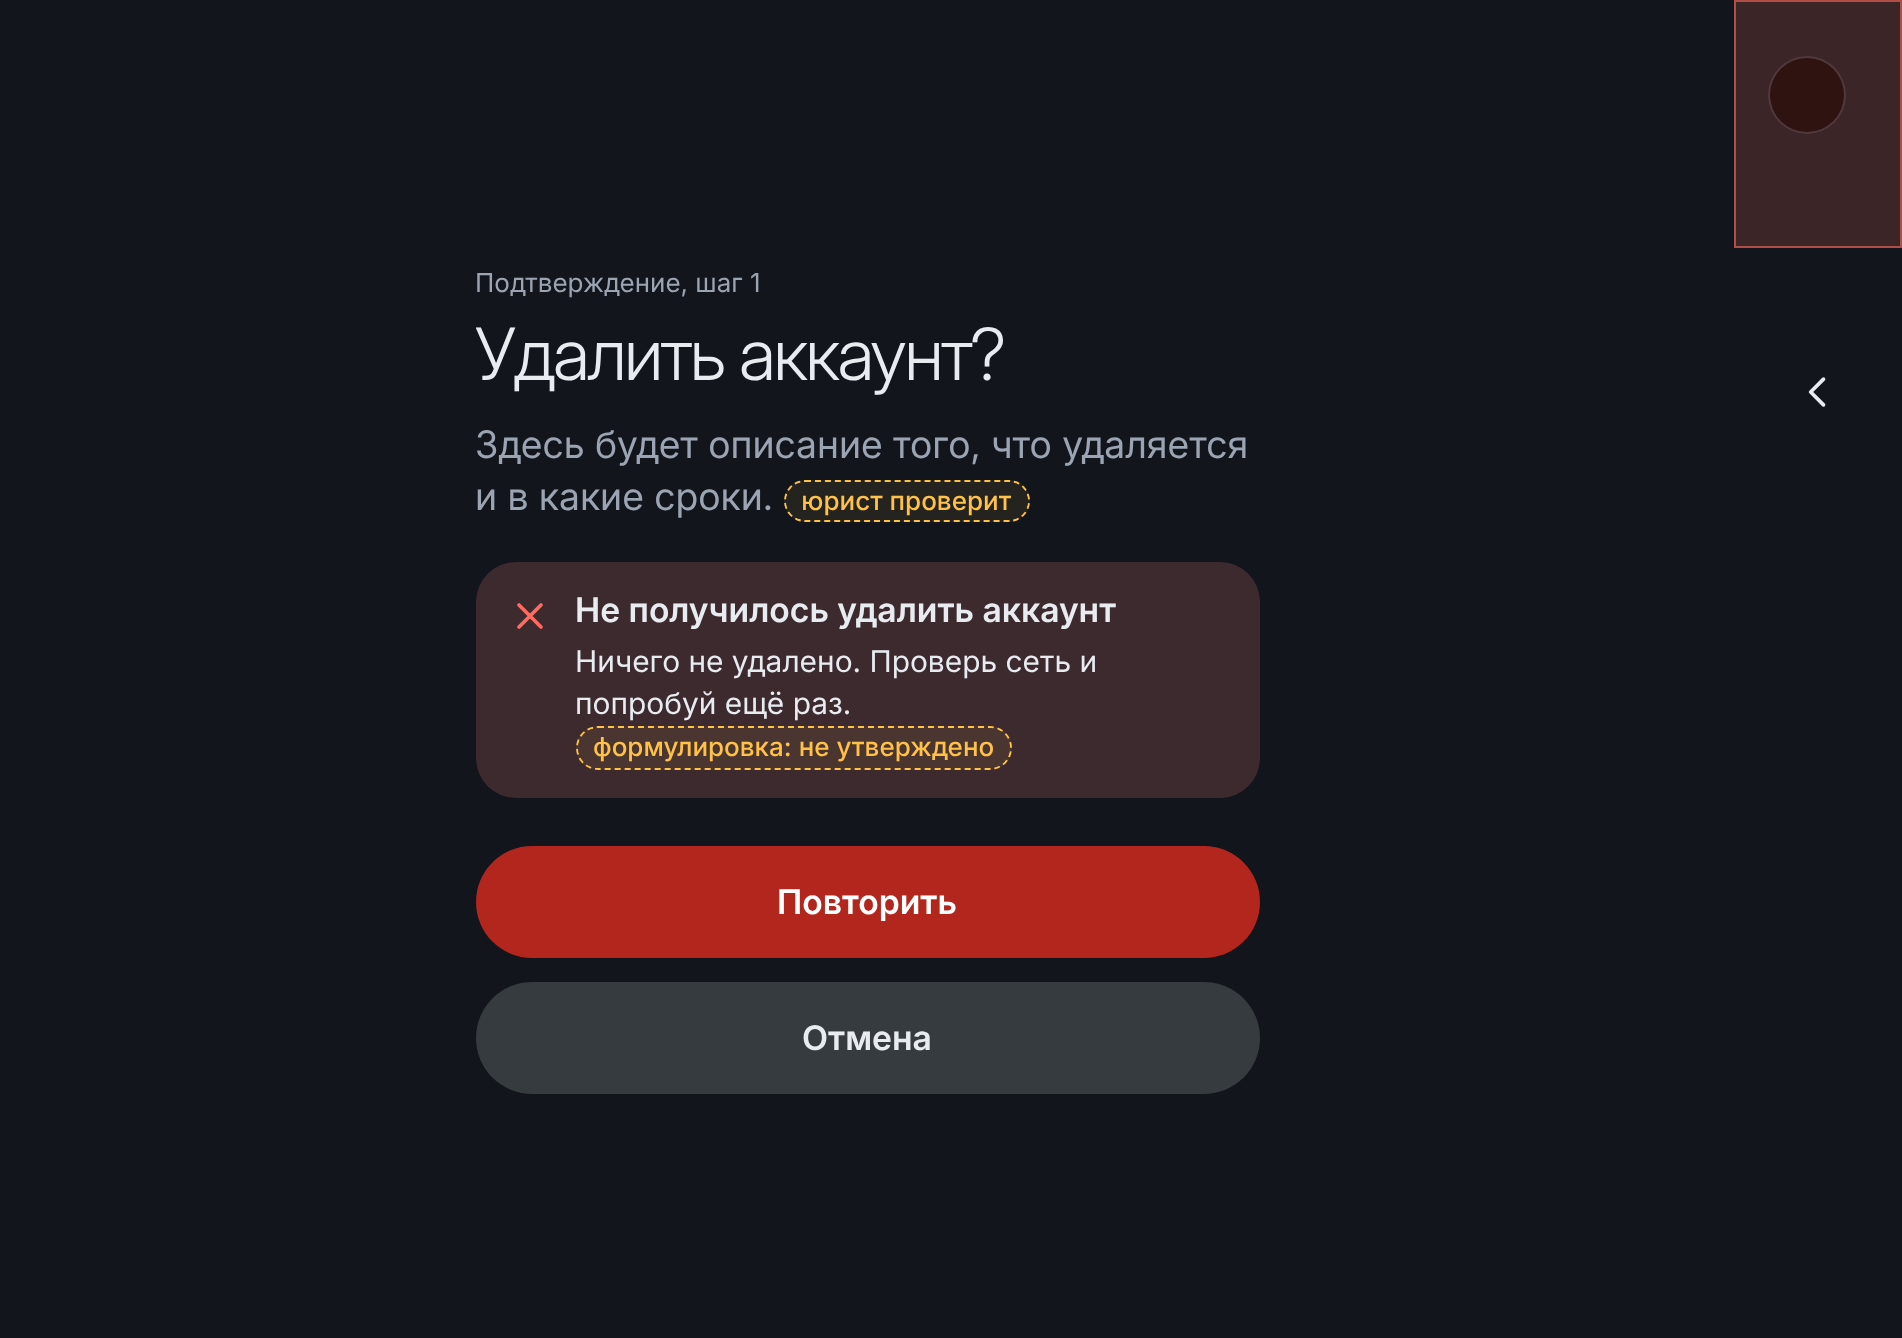 Подтверждение, шаг 1
Удалить аккаунт?
Здесь будет описание того, что удаляется
и в какие сроки. юрист проверит
Не получилось удалить аккаунт
Ничего не удалено. Проверь сеть и
попробуй ещё раз.
формулировка: не утверждено
Повторить
Отмена